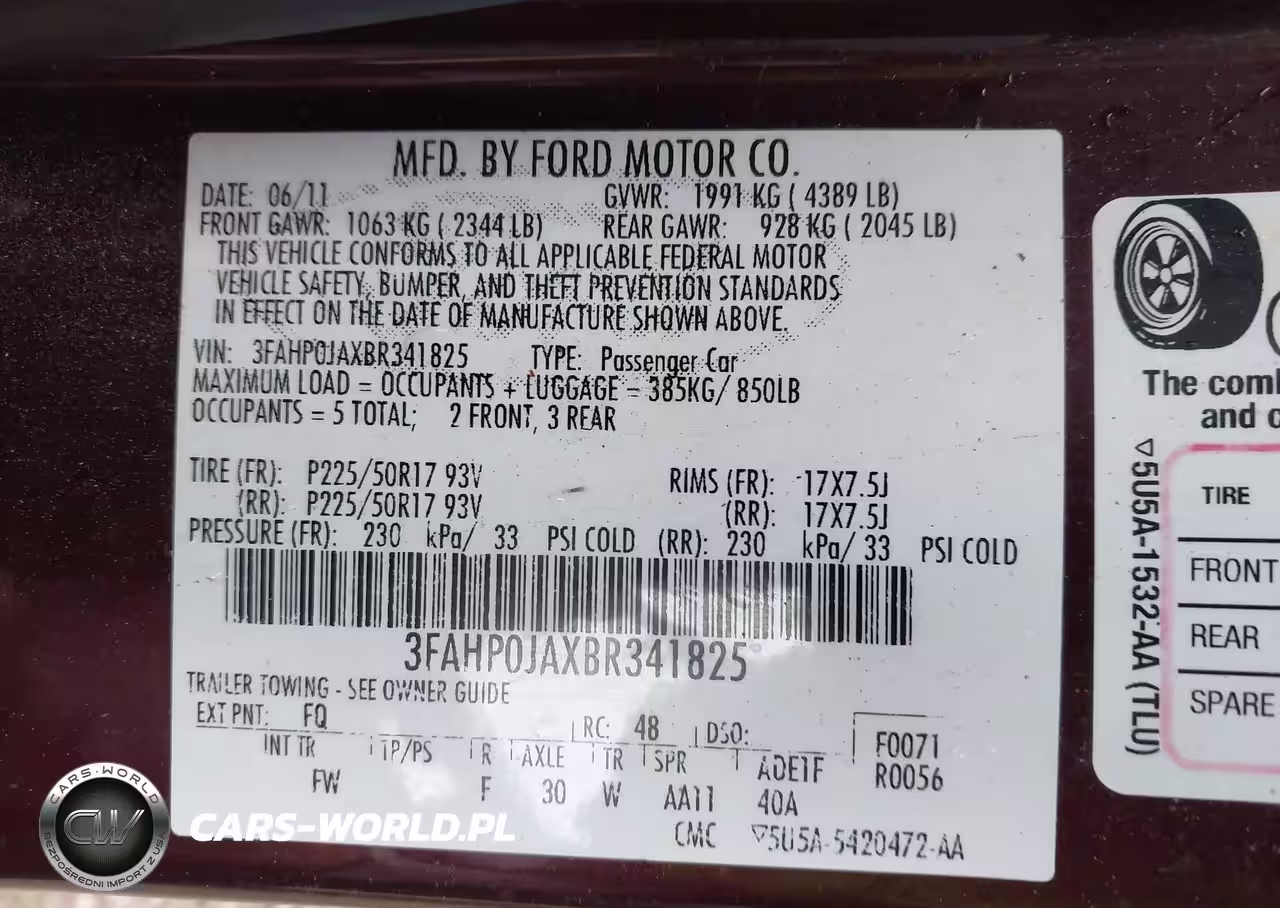 MFD. BY FORD MOTOR CO.
DATE: 06/11 GVWR: 1991 KG ( 4389 LB)
FRONT GAWR: 1063 KG ( 2344 LB) REAR GAWR: 928 KG ( 2045 LB)
THIS VEHICLE CONFORMS TO ALL APPLICABLE FEDERAL MOTOR
VEHICLE SAFETY, BUMPER, AND THEFT PREVENTION STANDARDS
IN EFFECT ON THE DATE OF MANUFACTURE SHOWN ABOVE.
VIN: 3FAHP0JAXBR341825 TYPE: Passenger Car
MAXIMUM LOAD = OCCUPANTS + LUGGAGE = 385KG/ 850LB
OCCUPANTS = 5 TOTAL; 2 FRONT, 3 REAR
TIRE (FR): P225/50R17 93V RIMS (FR): 17X7.5J
(RR): P225/50R17 93V (RR): 17X7.5J
PRESSURE (FR): 230 kPa/ 33 PSI COLD (RR): 230 kPa/ 33 PSI COLD
3FAHP0JAXBR341825
TRAILER TOWING - SEE OWNER GUIDE
EXT PNT: FQ RC: 48 DSO: F0071
INT TR TP/PS R AXLE TR SPR ADE1F R0056
FW F 30 W AA11 40A
CMC 5U5A-5420472-AA
The
and
5U5A-1532-AA (TLU)
TIRE
FRONT
REAR
SPARE
CARS-WORLD
CW
BEZPOŚREDNI IMPORT Z USA
CARS-WORLD.PL